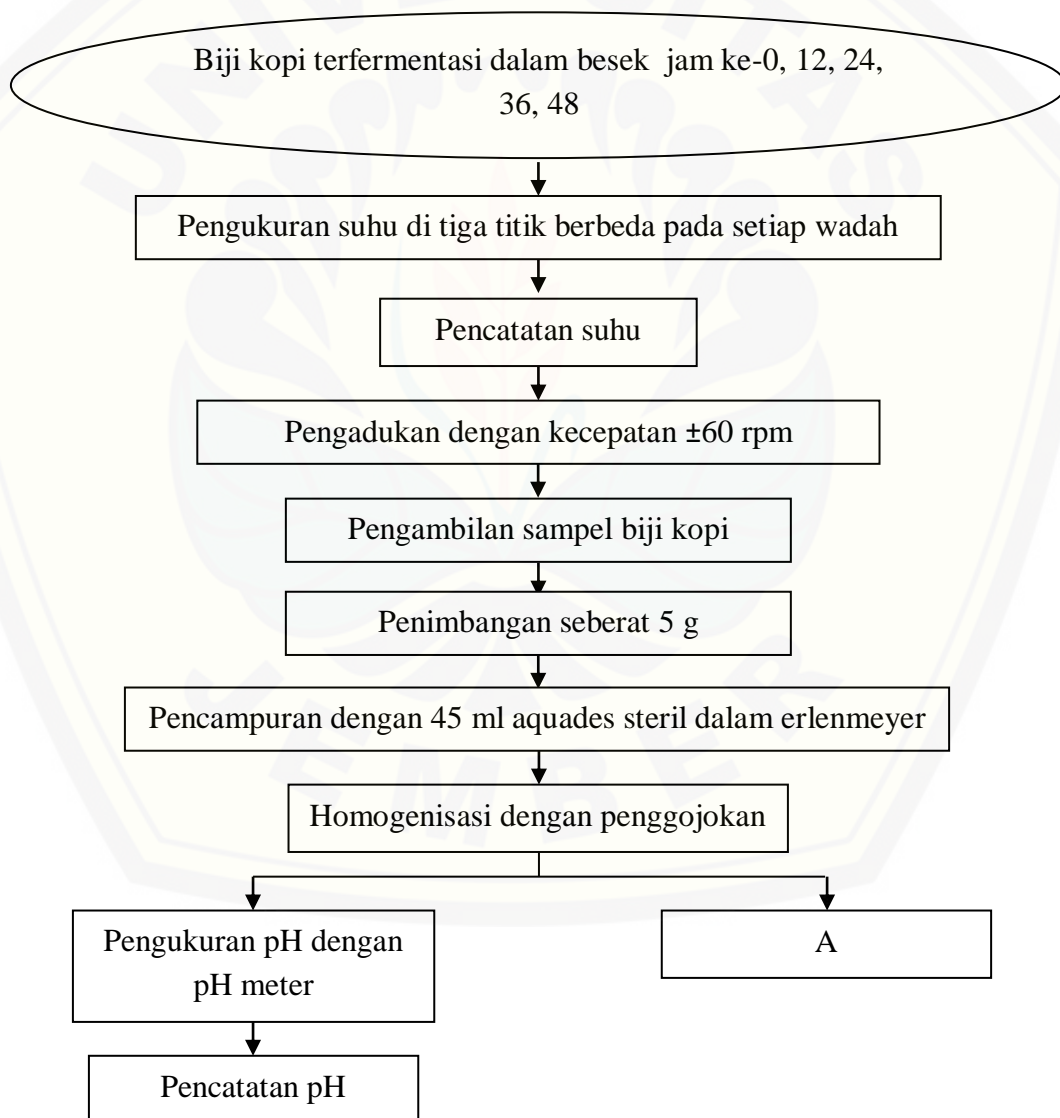 Biji kopi terfermentasi dalam besek  jam ke-0, 12, 24,
36, 48
Pengukuran suhu di tiga titik berbeda pada setiap wadah
Pencatatan suhu
Pengadukan dengan kecepatan ±60 rpm
Pengambilan sampel biji kopi
Penimbangan seberat 5 g
Pencampuran dengan 45 ml aquades steril dalam erlenmeyer
Homogenisasi dengan penggojokan
Pengukuran pH dengan
pH meter
A
Pencatatan pH
UNIVERSITAS
JEMBER